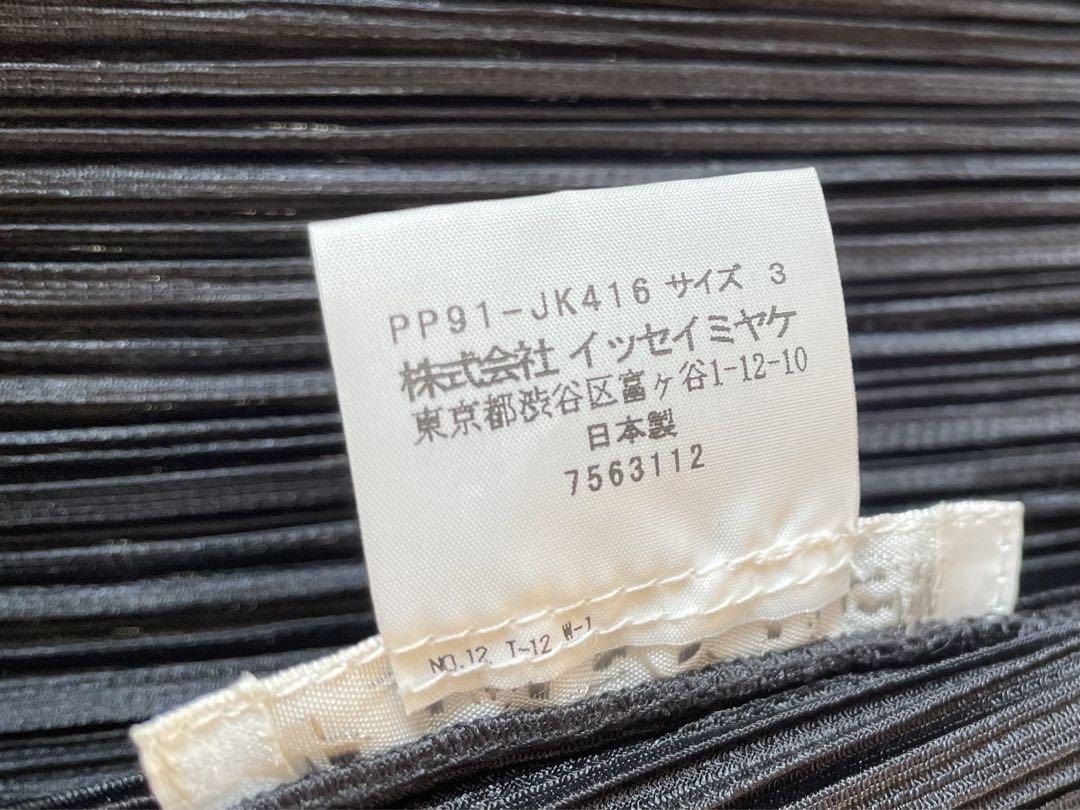 PP91-JK416 サイズ 3
株式会社 イッセイミヤケ
東京都渋谷区富ヶ谷1-12-10
日本製
7563112
NO.12 T-12 W-1